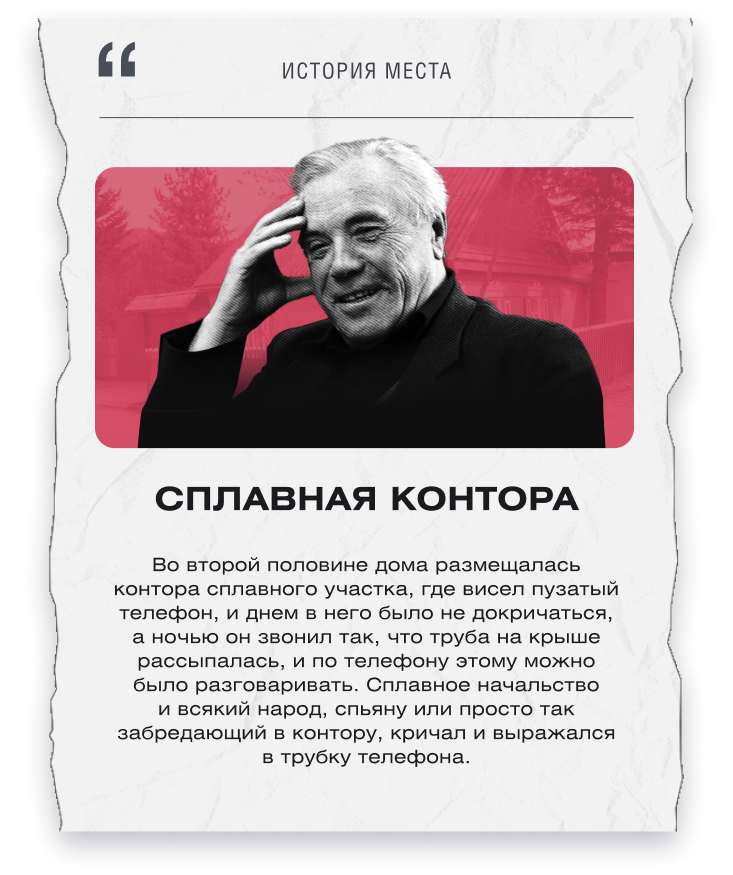 “
ИСТОРИЯ МЕСТА
СПЛАВНАЯ КОНТОРА
Во второй половине дома размещалась
контора сплавного участка, где висел пузатый
телефон, и днем в него было не докричаться,
а ночью он звонил так, что труба на крыше
рассыпалась, и по телефону этому можно
было разговаривать. Сплавное начальство
и всякий народ, спьяну или просто так
забредающий в контору, кричал и выражался
в трубку телефона.